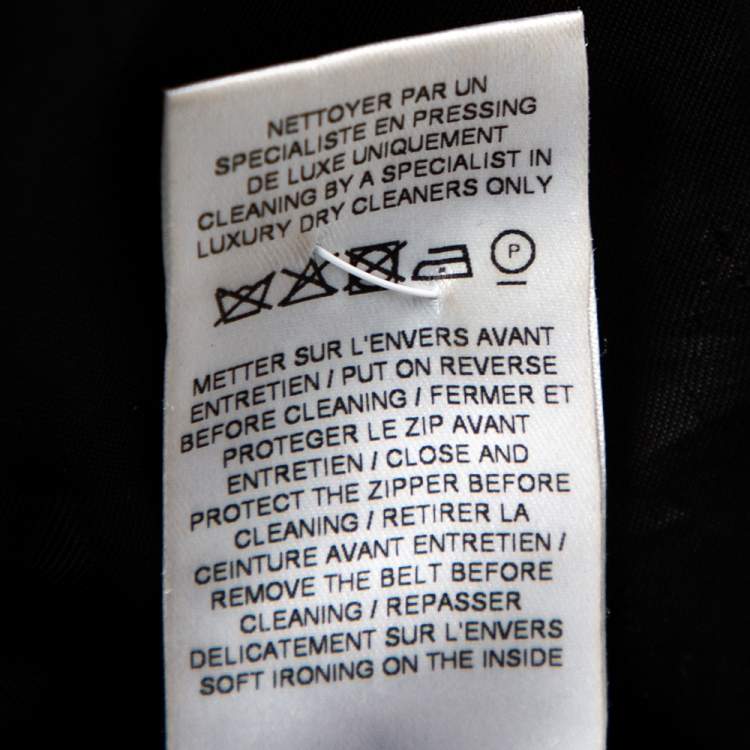 NETTOYER PAR UN
SPECIALISTE EN PRESSING
DE LUXE UNIQUEMENT
CLEANING BY A SPECIALIST IN
LUXURY DRY CLEANERS ONLY
P
METTER SUR L'ENVERS AVANT
ENTRETIEN / PUT ON REVERSE
BEFORE CLEANING / FERMER ET
PROTEGER LE ZIP AVANT
ENTRETIEN / CLOSE AND
PROTECT THE ZIPPER BEFORE
CLEANING / RETIRER LA
CEINTURE AVANT ENTRETIEN /
REMOVE THE BELT BEFORE
CLEANING / REPASSER
DELICATEMENT SUR L'ENVERS
SOFT IRONING ON THE INSIDE